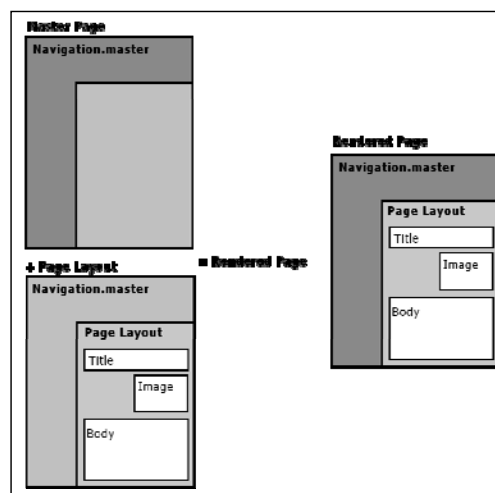 Master Page
Navigation.master
+ Page Layout
Navigation.master
Page Layout
Title
Image
Body
= Rendered Page
Rendered Page
Navigation.master
Page Layout
Title
Image
Body